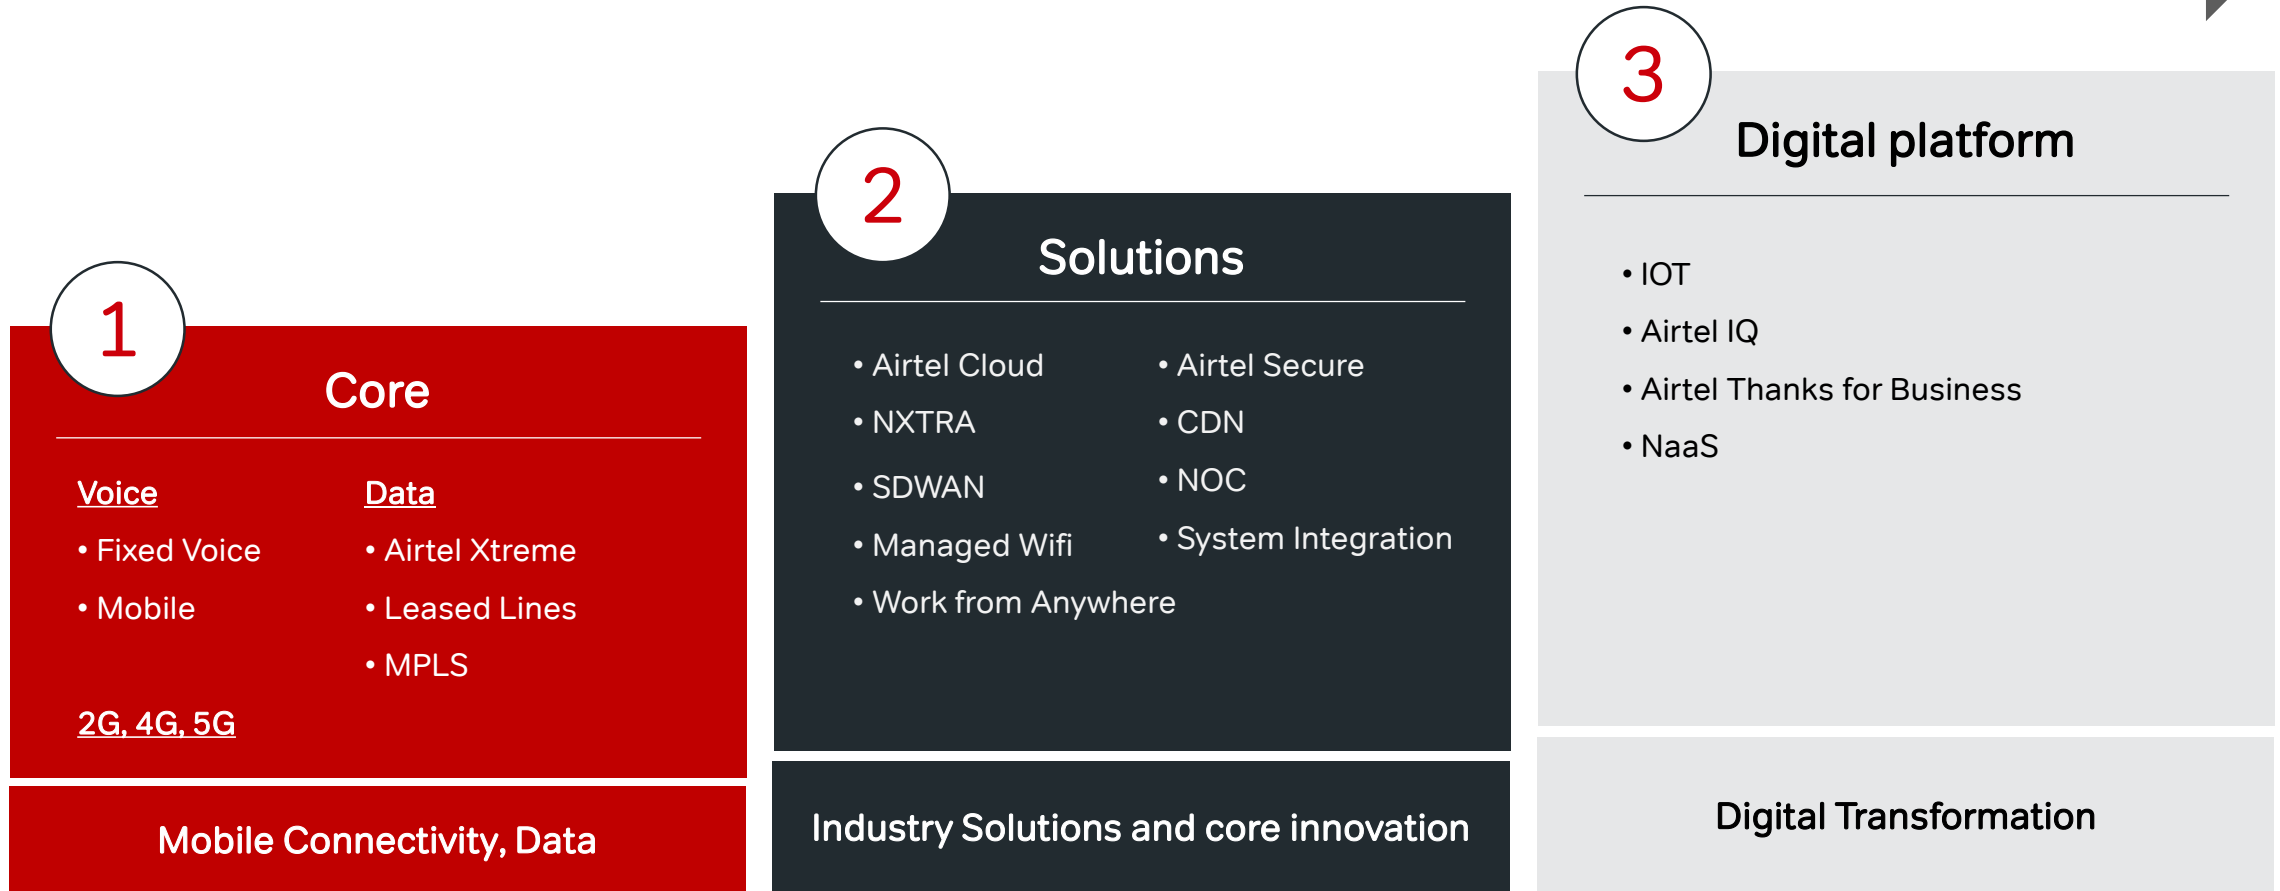 1
Core
Voice
• Fixed Voice
• Mobile
2G, 4G, 5G
Data
• Airtel Xtreme
• Leased Lines
• MPLS
Mobile Connectivity, Data
2
Solutions
• Airtel Cloud
• NXTRA
• SDWAN
• Managed Wifi
• Work from Anywhere
• Airtel Secure
• CDN
• NOC
• System Integration
Industry Solutions and core innovation
3
Digital platform
• IOT
• Airtel IQ
• Airtel Thanks for Business
• NaaS
Digital Transformation